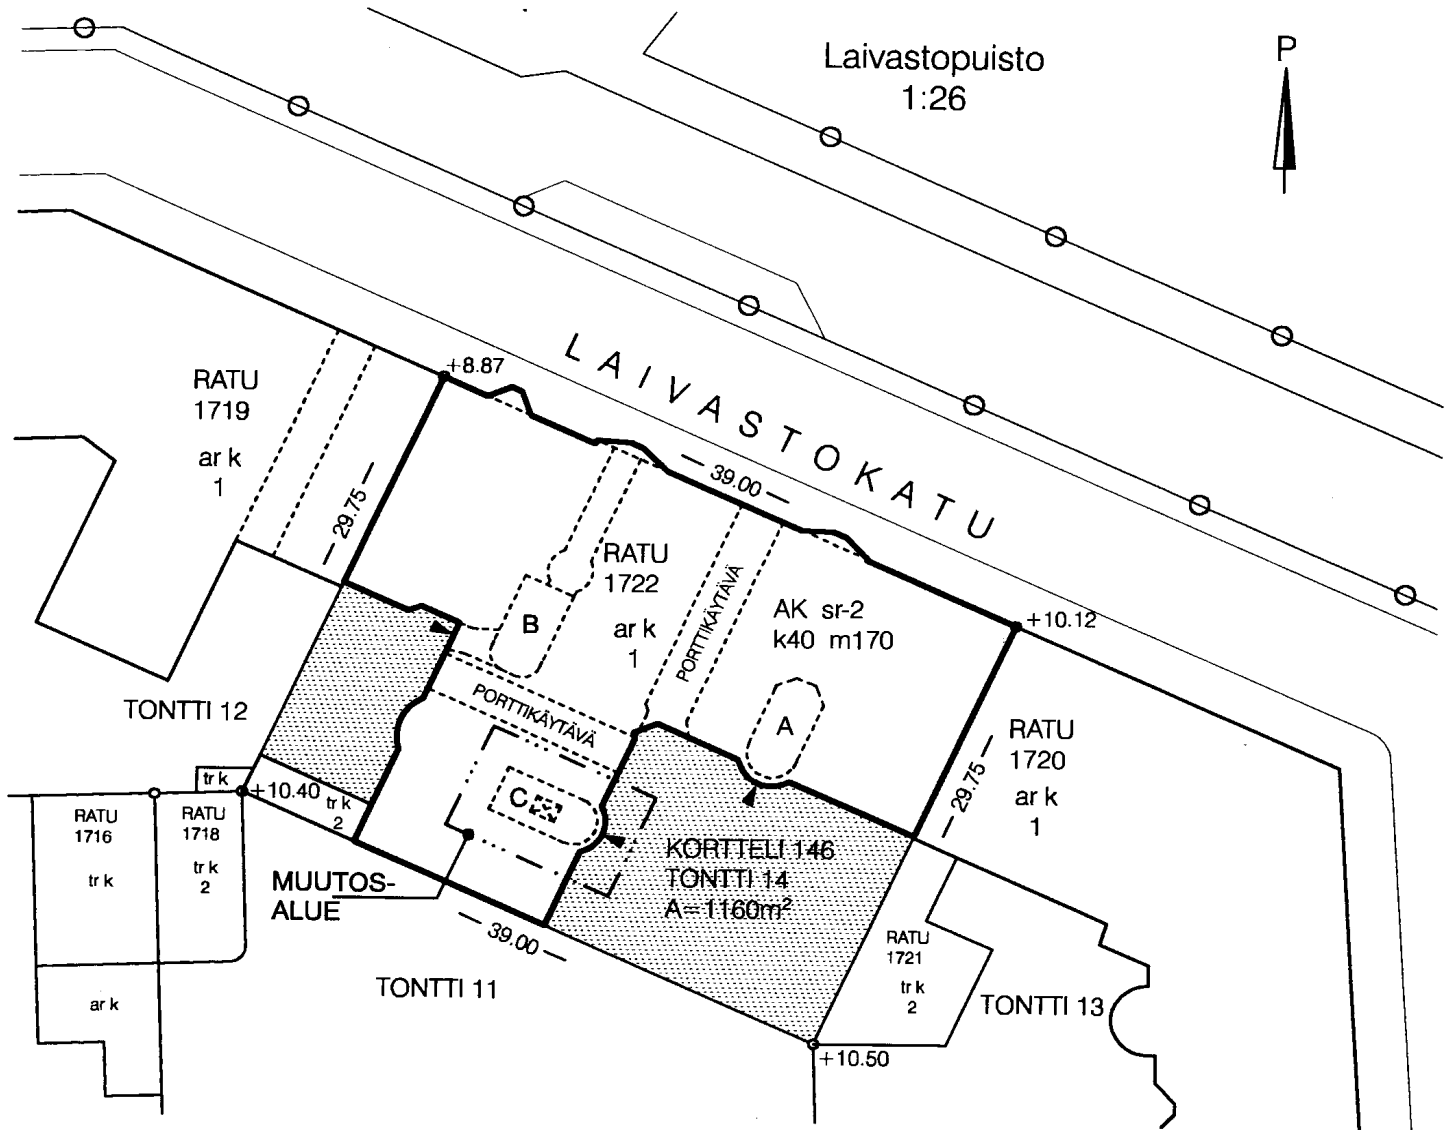 Laivastopuisto
1:26
P
LAIVASTOKATU
+8.87
RATU
1719
ar k
1
29.75
39.00
RATU
1722
ar k
1
PORTTIKÄYTÄVÄ
AK sr-2
k40 m170
+10.12
B
A
TONTTI 12
PORTTIKÄYTÄVÄ
RATU
1720
ar k
1
29.75
tr k
+10.40
tr k
2
C
RATU
1716
tr k
RATU
1718
tr k
2
MUUTOS-
ALUE
KORTTELI 146
TONTTI 14
A=1160m²
39.00
RATU
1721
tr k
2
TONTTI 11
TONTTI 13
ar k
+10.50